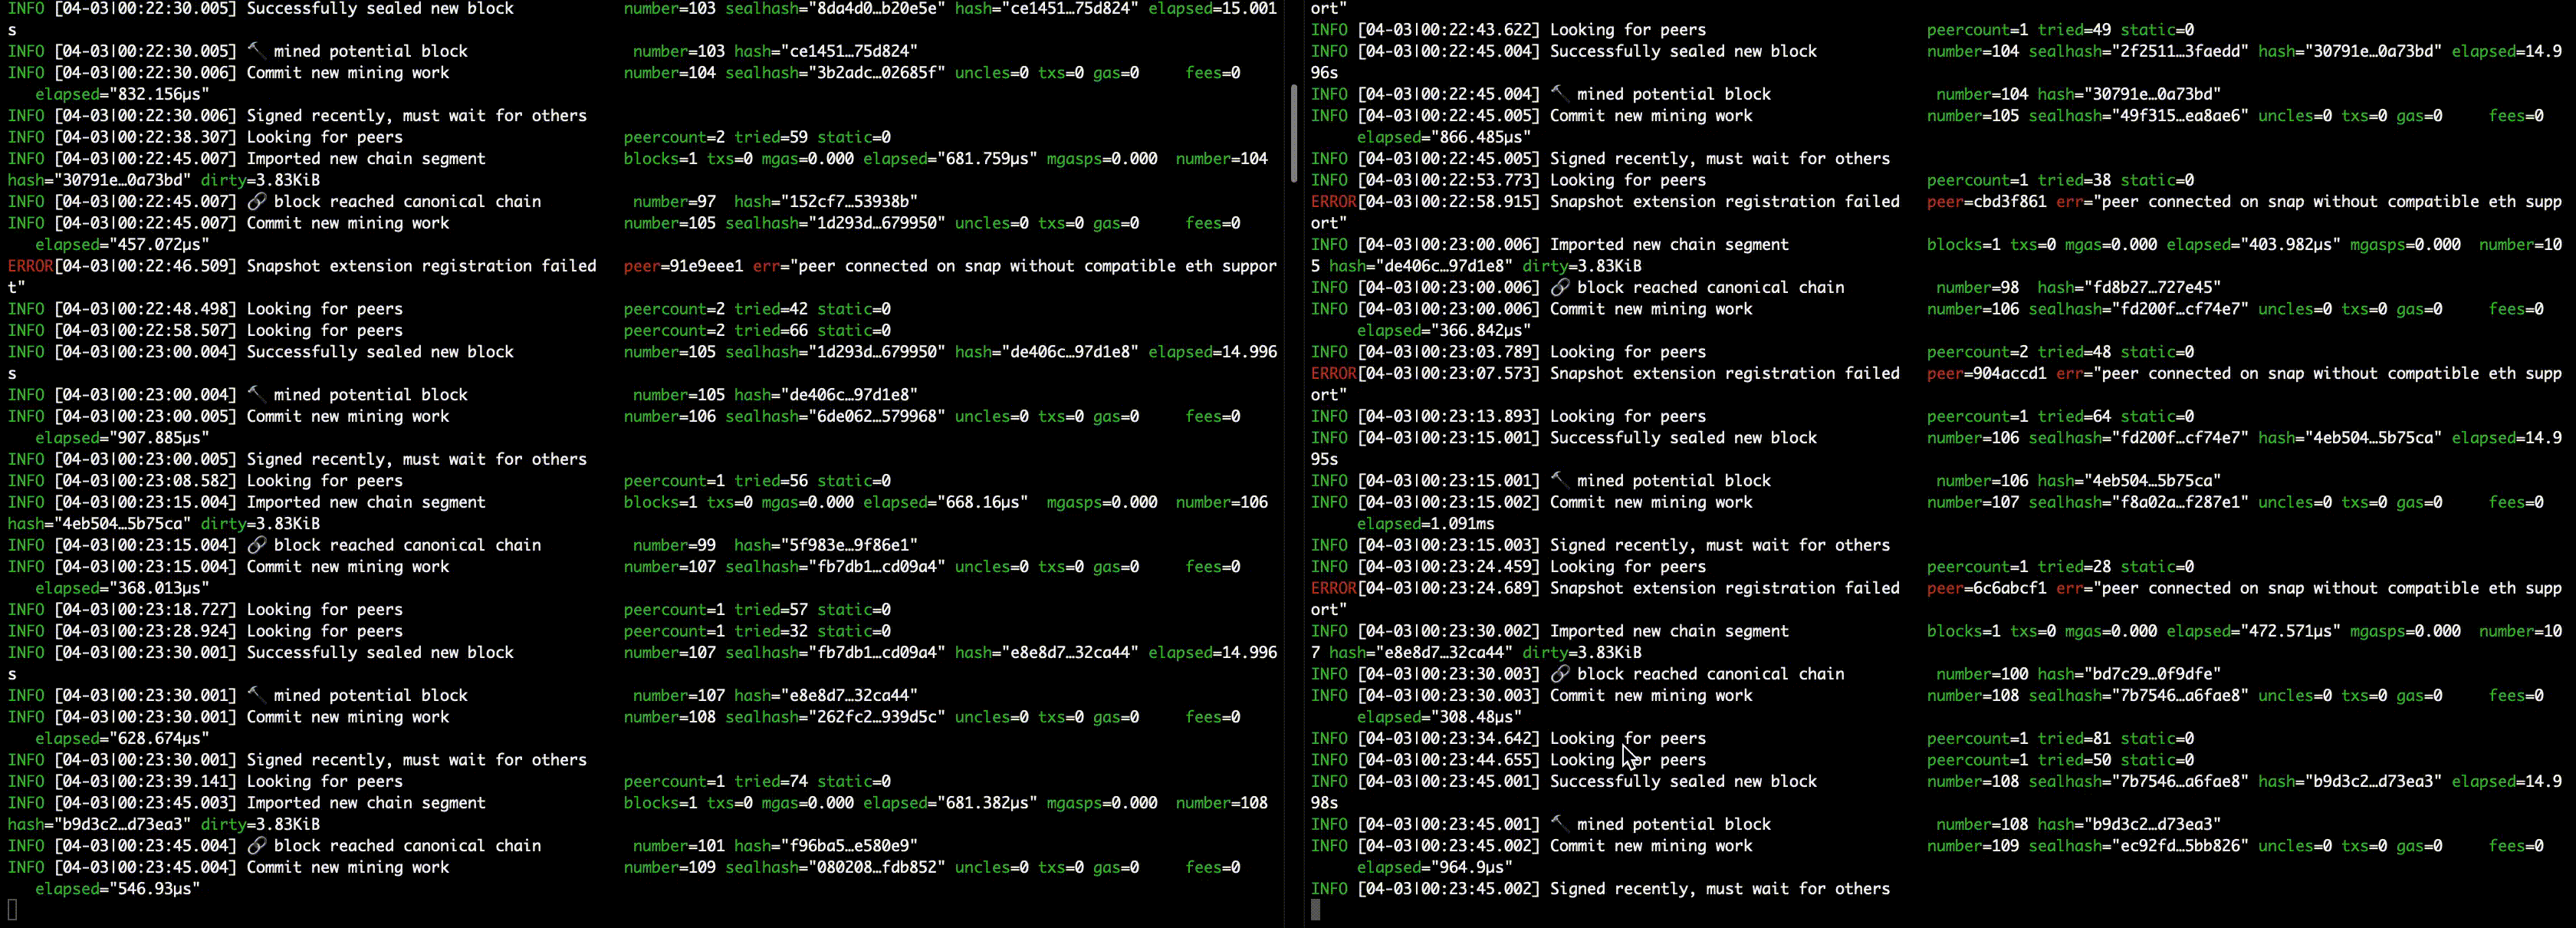 INFO [04-03|00:22:30.005] Successfully sealed new block number=103 sealhash="8da4d0…b20e5e" hash="ce1451…75d824" elapsed=15.001
s
INFO [04-03|00:22:30.005] 🔨 mined potential block number=103 hash="ce1451…75d824"
INFO [04-03|00:22:30.006] Commit new mining work number=104 sealhash="3b2adc…02685f" uncles=0 txs=0 gas=0 fees=0
elapsed="832.156µs"
INFO [04-03|00:22:30.006] Signed recently, must wait for others
INFO [04-03|00:22:38.307] Looking for peers peercount=2 tried=59 static=0
INFO [04-03|00:22:45.007] Imported new chain segment blocks=1 txs=0 mgas=0.000 elapsed="681.759µs" mgasps=0.000 number=104
hash="30791e…0a73bd" dirty=3.83KiB
INFO [04-03|00:22:45.007] 🔗 block reached canonical chain number=97 hash="152cf7…53938b"
INFO [04-03|00:22:45.007] Commit new mining work number=105 sealhash="1d293d…679950" uncles=0 txs=0 gas=0 fees=0
elapsed="457.072µs"
ERROR[04-03|00:22:46.509] Snapshot extension registration failed peer=91e9eee1 err="peer connected on snap without compatible eth suppor
t"
INFO [04-03|00:22:48.498] Looking for peers peercount=2 tried=42 static=0
INFO [04-03|00:22:58.507] Looking for peers peercount=2 tried=66 static=0
INFO [04-03|00:23:00.004] Successfully sealed new block number=105 sealhash="1d293d…679950" hash="de406c…97d1e8" elapsed=14.996
s
INFO [04-03|00:23:00.004] 🔨 mined potential block number=105 hash="de406c…97d1e8"
INFO [04-03|00:23:00.005] Commit new mining work number=106 sealhash="6de062…579968" uncles=0 txs=0 gas=0 fees=0
elapsed="907.885µs"
INFO [04-03|00:23:00.005] Signed recently, must wait for others
INFO [04-03|00:23:08.582] Looking for peers peercount=1 tried=56 static=0
INFO [04-03|00:23:15.004] Imported new chain segment blocks=1 txs=0 mgas=0.000 elapsed="668.16µs" mgasps=0.000 number=106
hash="4eb504…5b75ca" dirty=3.83KiB
INFO [04-03|00:23:15.004] 🔗 block reached canonical chain number=99 hash="5f983e…9f86e1"
INFO [04-03|00:23:15.004] Commit new mining work number=107 sealhash="fb7db1…cd09a4" uncles=0 txs=0 gas=0 fees=0
elapsed="368.013µs"
INFO [04-03|00:23:18.727] Looking for peers peercount=1 tried=57 static=0
INFO [04-03|00:23:28.924] Looking for peers peercount=1 tried=32 static=0
INFO [04-03|00:23:30.001] Successfully sealed new block number=107 sealhash="fb7db1…cd09a4" hash="e8e8d7…32ca44" elapsed=14.996
s
INFO [04-03|00:23:30.001] 🔨 mined potential block number=107 hash="e8e8d7…32ca44"
INFO [04-03|00:23:30.001] Commit new mining work number=108 sealhash="262fc2…939d5c" uncles=0 txs=0 gas=0 fees=0
elapsed="628.674µs"
INFO [04-03|00:23:30.001] Signed recently, must wait for others
INFO [04-03|00:23:39.141] Looking for peers peercount=1 tried=74 static=0
INFO [04-03|00:23:45.003] Imported new chain segment blocks=1 txs=0 mgas=0.000 elapsed="681.382µs" mgasps=0.000 number=108
hash="b9d3c2…d73ea3" dirty=3.83KiB
INFO [04-03|00:23:45.004] 🔗 block reached canonical chain number=101 hash="f96ba5…e580e9"
INFO [04-03|00:23:45.004] Commit new mining work number=109 sealhash="080208…fdb852" uncles=0 txs=0 gas=0 fees=0
elapsed="546.93µs"
ort"
INFO [04-03|00:22:43.622] Looking for peers peercount=1 tried=49 static=0
INFO [04-03|00:22:45.004] Successfully sealed new block number=104 sealhash="2f2511…3faedd" hash="30791e…0a73bd" elapsed=14.9
96s
INFO [04-03|00:22:45.004] 🔨 mined potential block number=104 hash="30791e…0a73bd"
INFO [04-03|00:22:45.005] Commit new mining work number=105 sealhash="49f315…ea8ae6" uncles=0 txs=0 gas=0 fees=0
elapsed="866.485µs"
INFO [04-03|00:22:45.005] Signed recently, must wait for others
INFO [04-03|00:22:53.773] Looking for peers peercount=1 tried=38 static=0
ERROR[04-03|00:22:58.915] Snapshot extension registration failed peer=cbd3f861 err="peer connected on snap without compatible eth supp
ort"
INFO [04-03|00:23:00.006] Imported new chain segment blocks=1 txs=0 mgas=0.000 elapsed="403.982µs" mgasps=0.000 number=10
5 hash="de406c…97d1e8" dirty=3.83KiB
INFO [04-03|00:23:00.006] 🔗 block reached canonical chain number=98 hash="fd8b27…727e45"
INFO [04-03|00:23:00.006] Commit new mining work number=106 sealhash="fd200f…cf74e7" uncles=0 txs=0 gas=0 fees=0
elapsed="366.842µs"
INFO [04-03|00:23:03.789] Looking for peers peercount=2 tried=48 static=0
ERROR[04-03|00:23:07.573] Snapshot extension registration failed peer=904accd1 err="peer connected on snap without compatible eth supp
ort"
INFO [04-03|00:23:13.893] Looking for peers peercount=1 tried=64 static=0
INFO [04-03|00:23:15.001] Successfully sealed new block number=106 sealhash="fd200f…cf74e7" hash="4eb504…5b75ca" elapsed=14.9
95s
INFO [04-03|00:23:15.001] 🔨 mined potential block number=106 hash="4eb504…5b75ca"
INFO [04-03|00:23:15.002] Commit new mining work number=107 sealhash="f8a02a…f287e1" uncles=0 txs=0 gas=0 fees=0
elapsed=1.091ms
INFO [04-03|00:23:15.003] Signed recently, must wait for others
INFO [04-03|00:23:24.459] Looking for peers peercount=1 tried=28 static=0
ERROR[04-03|00:23:24.689] Snapshot extension registration failed peer=6c6abcf1 err="peer connected on snap without compatible eth supp
ort"
INFO [04-03|00:23:30.002] Imported new chain segment blocks=1 txs=0 mgas=0.000 elapsed="472.571µs" mgasps=0.000 number=10
7 hash="e8e8d7…32ca44" dirty=3.83KiB
INFO [04-03|00:23:30.003] 🔗 block reached canonical chain number=100 hash="bd7c29…0f9dfe"
INFO [04-03|00:23:30.003] Commit new mining work number=108 sealhash="7b7546…a6fae8" uncles=0 txs=0 gas=0 fees=0
elapsed="308.48µs"
INFO [04-03|00:23:34.642] Looking for peers peercount=1 tried=81 static=0
INFO [04-03|00:23:44.655] Looking for peers peercount=1 tried=50 static=0
INFO [04-03|00:23:45.001] Successfully sealed new block number=108 sealhash="7b7546…a6fae8" hash="b9d3c2…d73ea3" elapsed=14.9
98s
INFO [04-03|00:23:45.001] 🔨 mined potential block number=108 hash="b9d3c2…d73ea3"
INFO [04-03|00:23:45.002] Commit new mining work number=109 sealhash="ec92fd…5bb826" uncles=0 txs=0 gas=0 fees=0
elapsed="964.9µs"
INFO [04-03|00:23:45.002] Signed recently, must wait for others